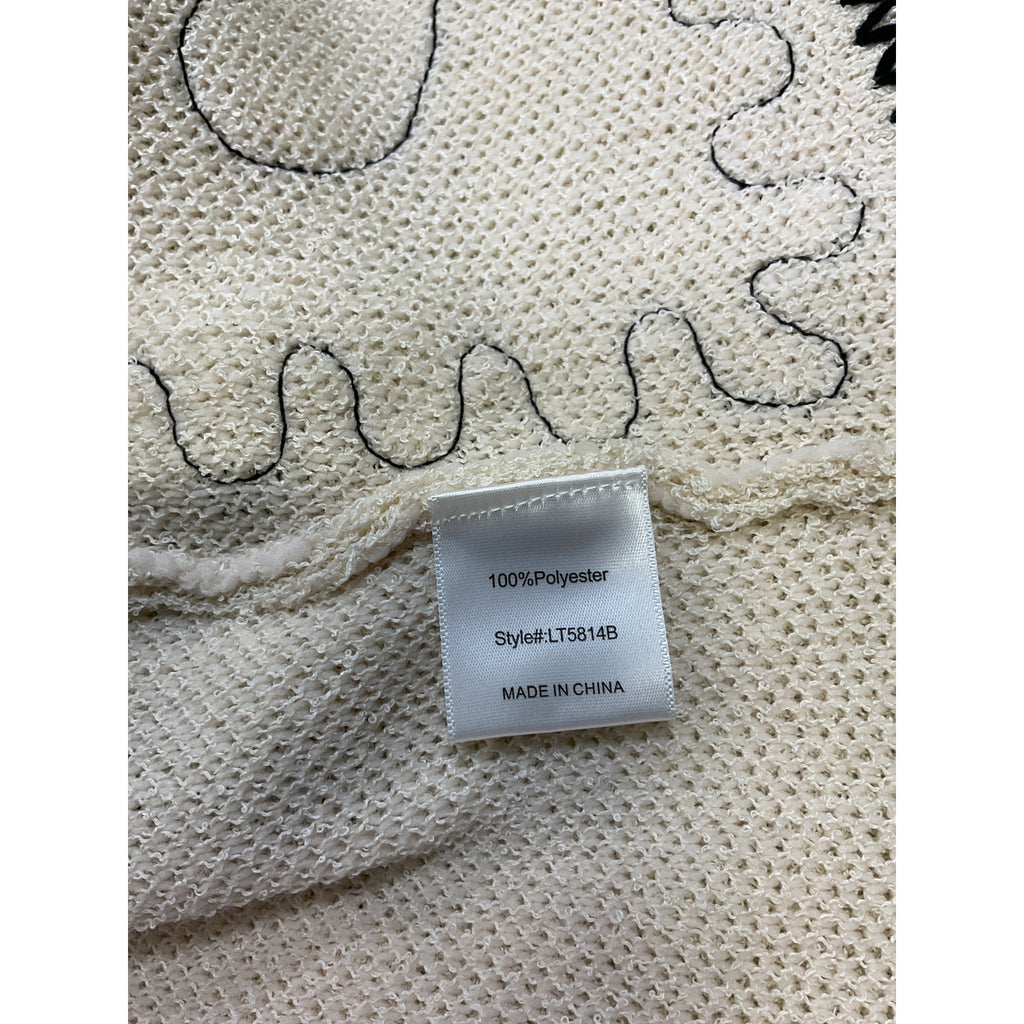 100%Polyester
Style#:LT5814B
MADE IN CHINA